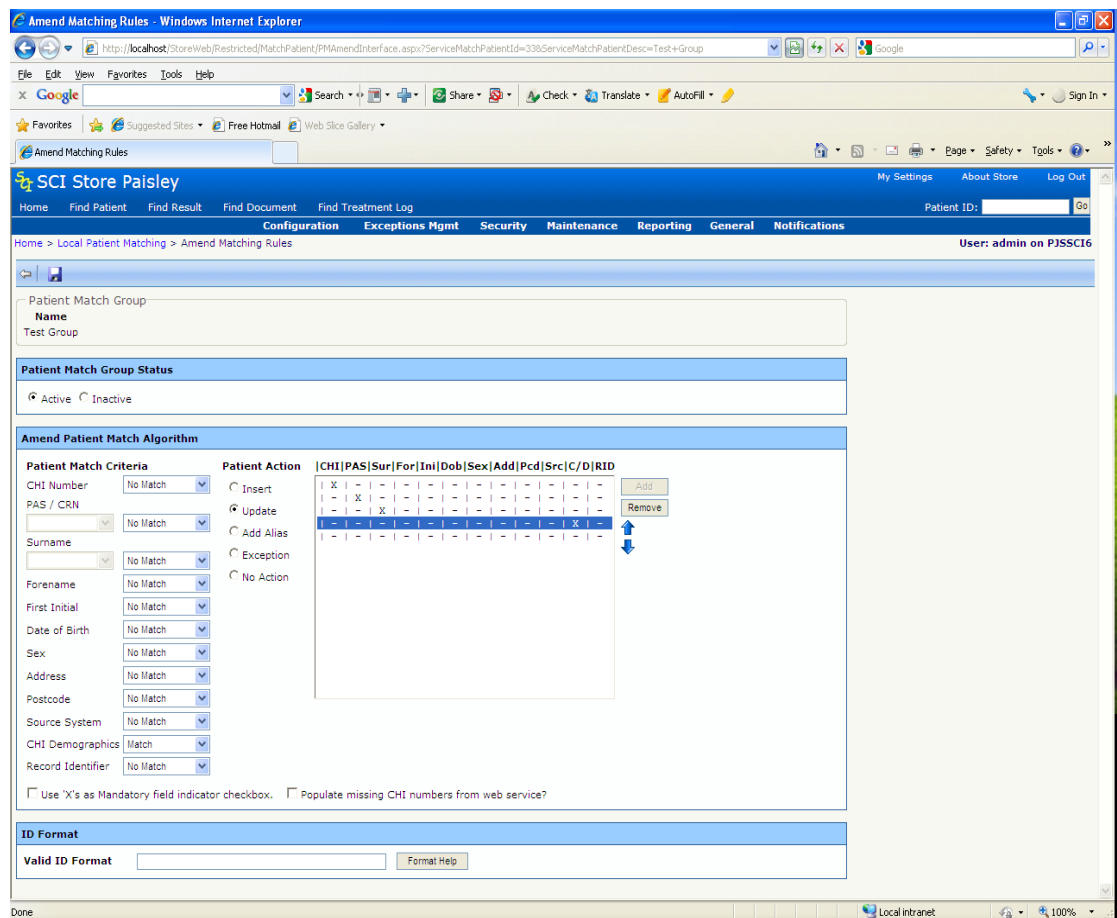 Amend Matching Rules - Windows Internet Explorer
http://localhost/StoreWeb/Restricted/MatchPatient/PMAmendInterface.aspx?ServiceMatchPatientId=33&ServiceMatchPatientDesc=Test+Group
Google
File Edit View Favorites Tools Help
x Google Search Share Check Translate AutoFill Sign In
Favorites Suggested Sites Free Hotmail Web Slice Gallery
Amend Matching Rules Page Safety Tools »
SCI Store Paisley My Settings About Store Log Out
Home Find Patient Find Result Find Document Find Treatment Log Patient ID: Go
Configuration Exceptions Mgmt Security Maintenance Reporting General Notifications
Home > Local Patient Matching > Amend Matching Rules User: admin on PJSSCI6
Patient Match Group
Name
Test Group
Patient Match Group Status
Active Inactive
Amend Patient Match Algorithm
Patient Match Criteria Patient Action |CHI|PAS|Sur|For|Ini|Dob|Sex|Add|Pcd|Src|C/D|RID
CHI Number No Match Insert | X | - | - | - | - | - | - | - | - | - | - | - Add
PAS / CRN | - | X | - | - | - | - | - | - | - | - | - | -
No Match Update | - | - | X | - | - | - | - | - | - | - | - | - Remove
Surname Add Alias | - | - | - | - | - | - | - | - | - | - | X | -
No Match Exception | - | - | - | - | - | - | - | - | - | - | - | -
Forename No Match No Action
First Initial No Match
Date of Birth No Match
Sex No Match
Address No Match
Postcode No Match
Source System No Match
CHI Demographics Match
Record Identifier No Match
Use 'X's as Mandatory field indicator checkbox. Populate missing CHI numbers from web service?
ID Format
Valid ID Format Format Help
Done Local intranet 100%